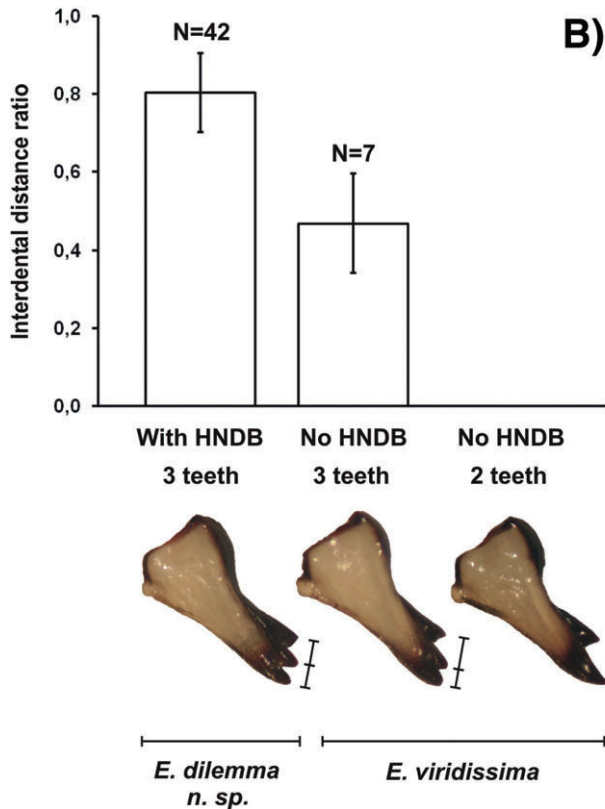 B)
Interdental distance ratio
1,0
0,8
0,6
0,4
0,2
0,0
N=42
N=7
With HNDB No HNDB No HNDB
3 teeth 3 teeth 2 teeth
E. dilemma E. viridissima
n. sp.